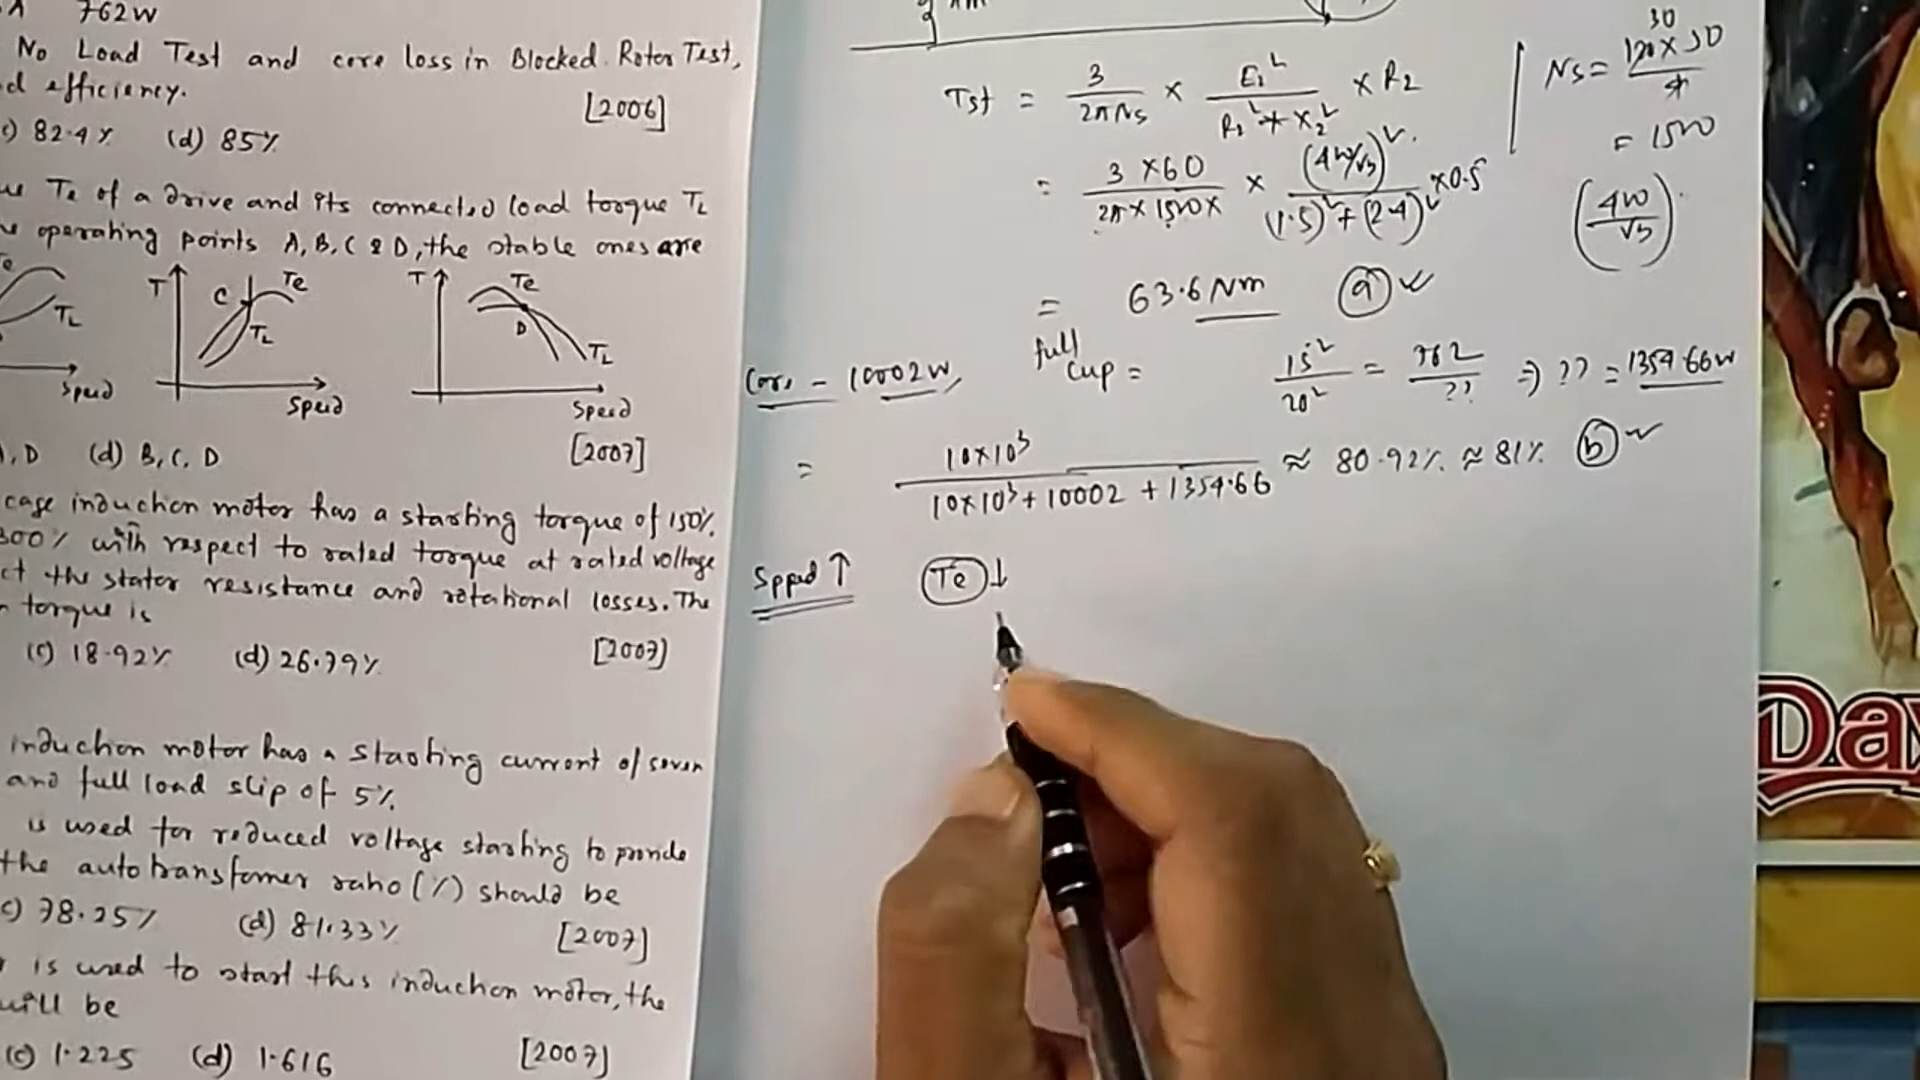 762W
No Load Test and core loss in Blocked Rotor Test,
d efficiency.
[2006]
c) 82.4% (d) 85%
Te of a drive and its connected load torque TL
operating points A, B, C & D, the stable ones are
TL
Speed
T
C
Te
TL
Speed
T
Te
D
TL
Speed
, D (d) B, C, D
[2007]
cage induction motor has a starting torque of 150%
300% with respect to rated torque at rated voltage
ct the stator resistance and rotational losses. The
torque is
(c) 18.92% (d) 26.79%
[2007]
induction motor has a starting current of seven
and full load slip of 5%.
is used for reduced voltage starting to provide
the autotransformer ratio (%) should be
c) 78.25% (d) 81.33%
[2007]
is used to start this induction motor, the
will be
(c) 1.225 (d) 1.616
[2007]
Tst = 3/2πNs × E2²/R2² + X2² × R2
Ns = 120×50/4
30
= 1500
= 3×60/2π×1500× × (400/√3)²/(1.5)² + (2.4)² ×0.5
(400/√3)
= 63.6 Nm (a)
Core - 10002W,
full
Cup = 15²/20² = 762/?? ⇒ ?? = 1354.66W
= 10×10³/10×10³ + 10002 + 1354.66 ≈ 80.92% ≈ 81% (b)
Spped ↑ Te ↓
Day